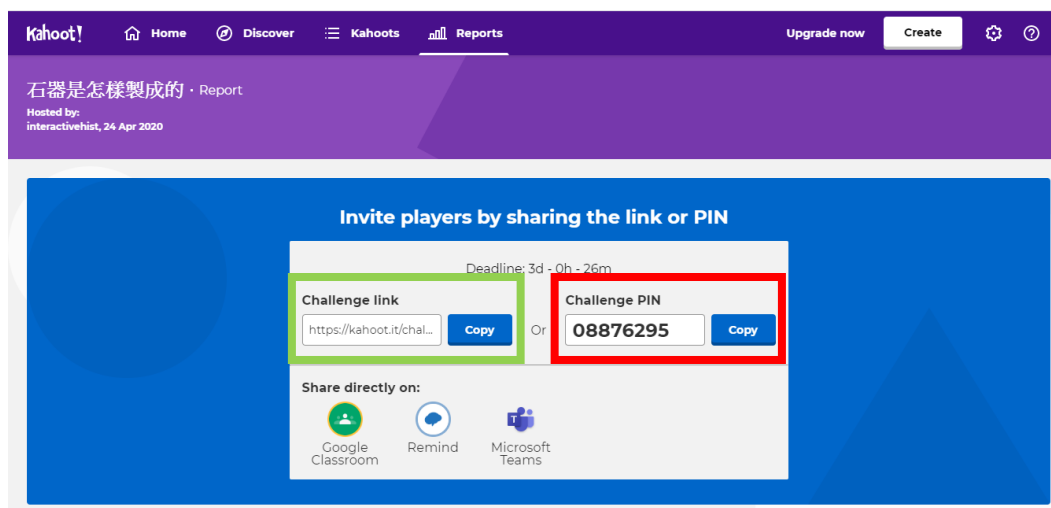 Kahoot! Home Discover Kahoots Reports Upgrade now Create
石器是怎樣製成的 · Report
Hosted by:
interactivehist, 24 Apr 2020
Invite players by sharing the link or PIN
Deadline: 3d - 0h - 26m
Challenge link
https://kahoot.it/chal... Copy
Or
Challenge PIN
08876295 Copy
Share directly on:
Google
Classroom
Remind
Microsoft
Teams